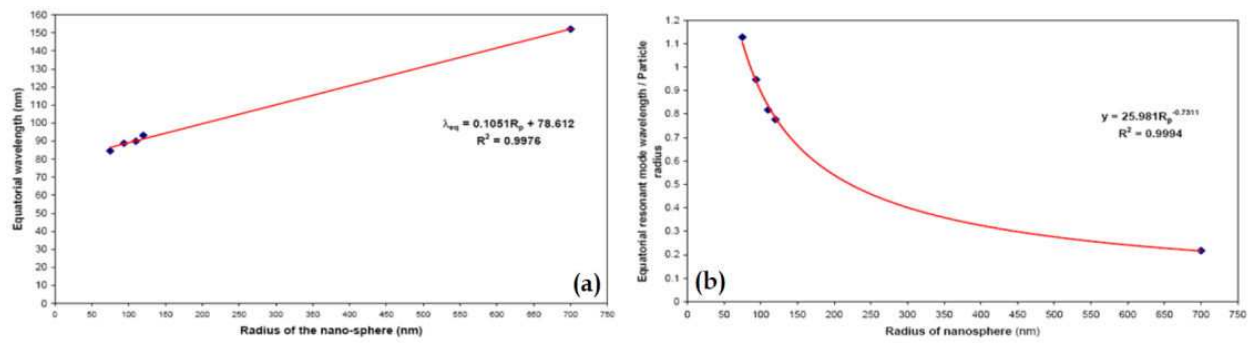 160
150
140
130
120
110
100
90
80
70
60
50
40
30
20
10
0
Equatorial wavelength (nm)
λeq = 0.1051Rp + 78.612
R² = 0.9976
(a)
0 50 100 150 200 250 300 350 400 450 500 550 600 650 700 750
Radius of the nano-sphere (nm)
1.2
1.1
1
0.9
0.8
0.7
0.6
0.5
0.4
0.3
0.2
0.1
0
Equatorial resonant mode wavelength / Particle
radius
y = 25.981Rp^-0.7311
R² = 0.9994
(b)
0 50 100 150 200 250 300 350 400 450 500 550 600 650 700 750
Radius of nanosphere (nm)